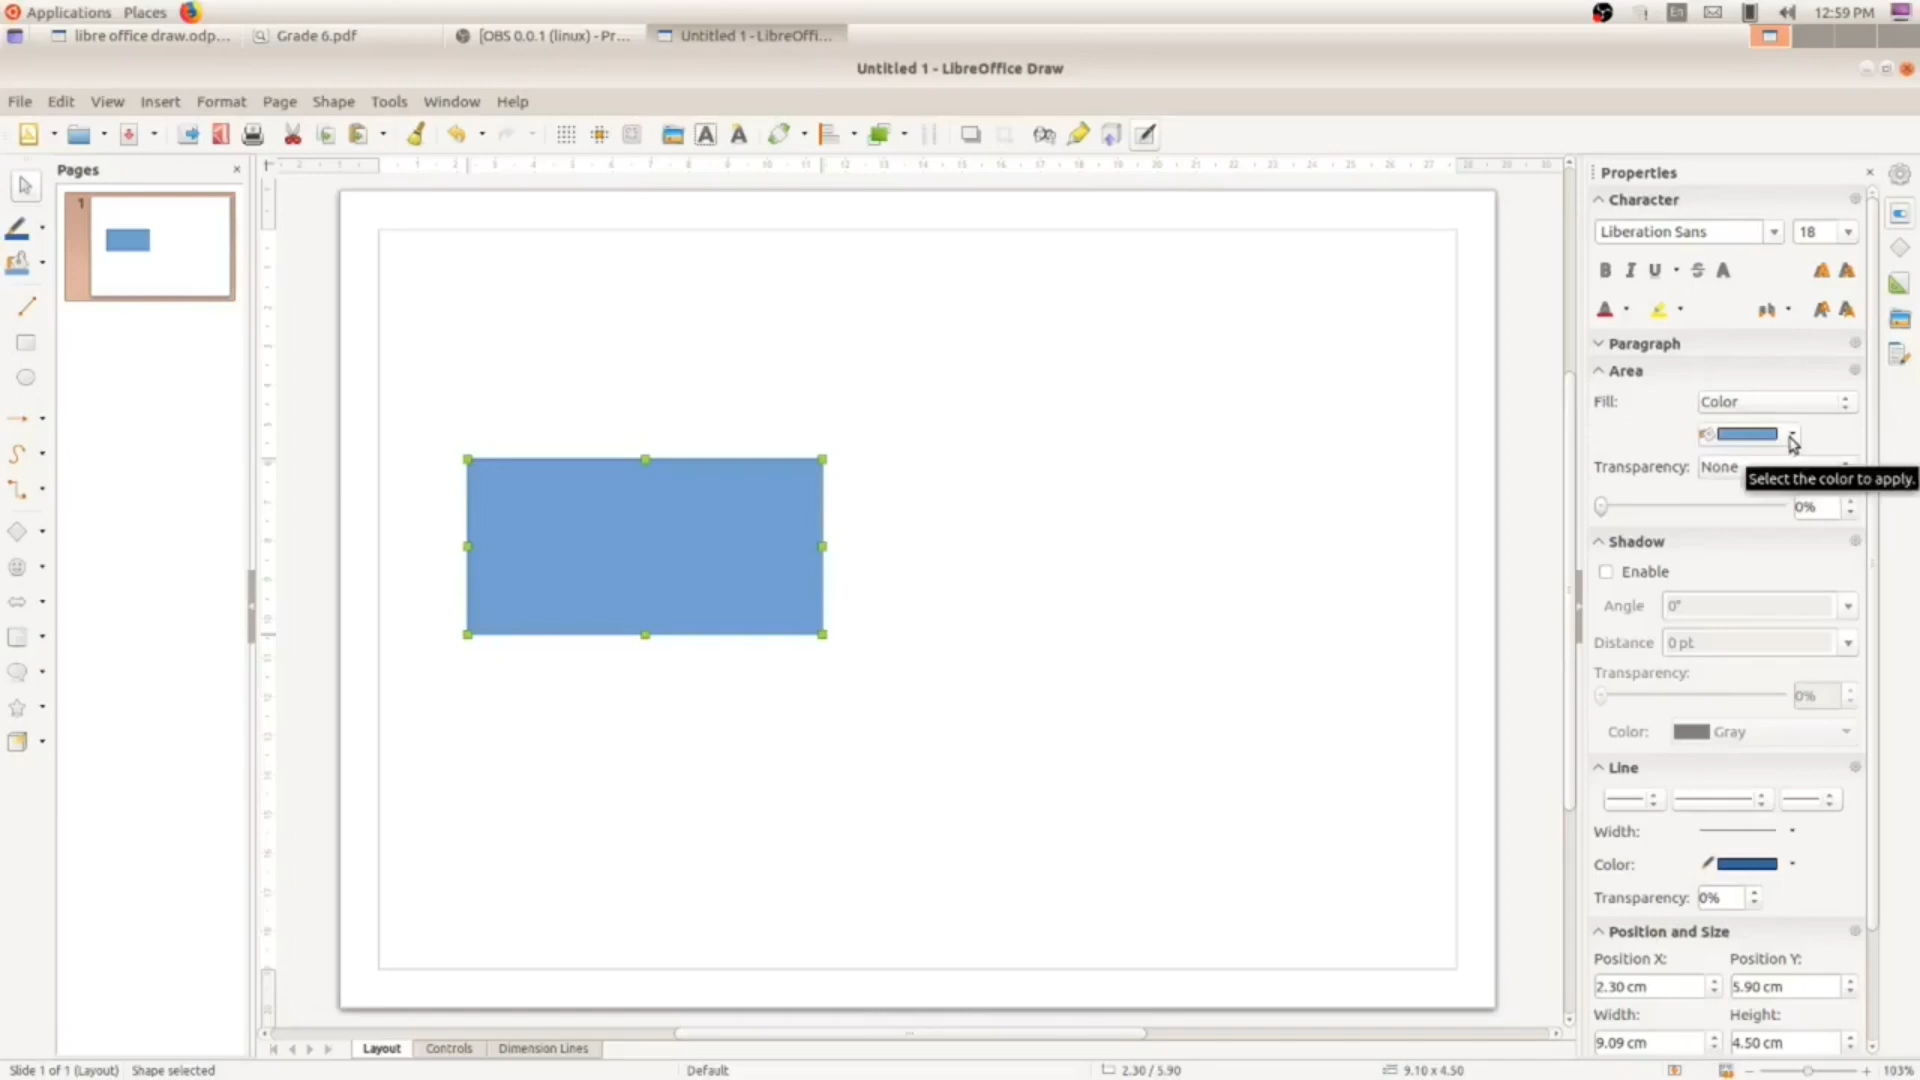 Applications Places 12:59 PM
En
libre office draw.odp... Grade 6.pdf [OBS 0.0.1 (linux) - Pr... Untitled 1 - LibreOffi...
Untitled 1 - LibreOffice Draw
File Edit View Insert Format Page Shape Tools Window Help
Pages
1
Properties
Character
Liberation Sans 18
Paragraph
Area
Fill: Color
Transparency: None
Select the color to apply.
0%
Shadow
Enable
Angle 0°
Distance 0 pt
Transparency:
0%
Color: Gray
Line
Width:
Color:
Transparency: 0%
Position and Size
Position X: Position Y:
2.30 cm 5.90 cm
Width: Height:
9.09 cm 4.50 cm
Layout Controls Dimension Lines
Slide 1 of 1 (Layout) Shape selected Default 2.30 / 5.90 9.10 x 4.50 103%